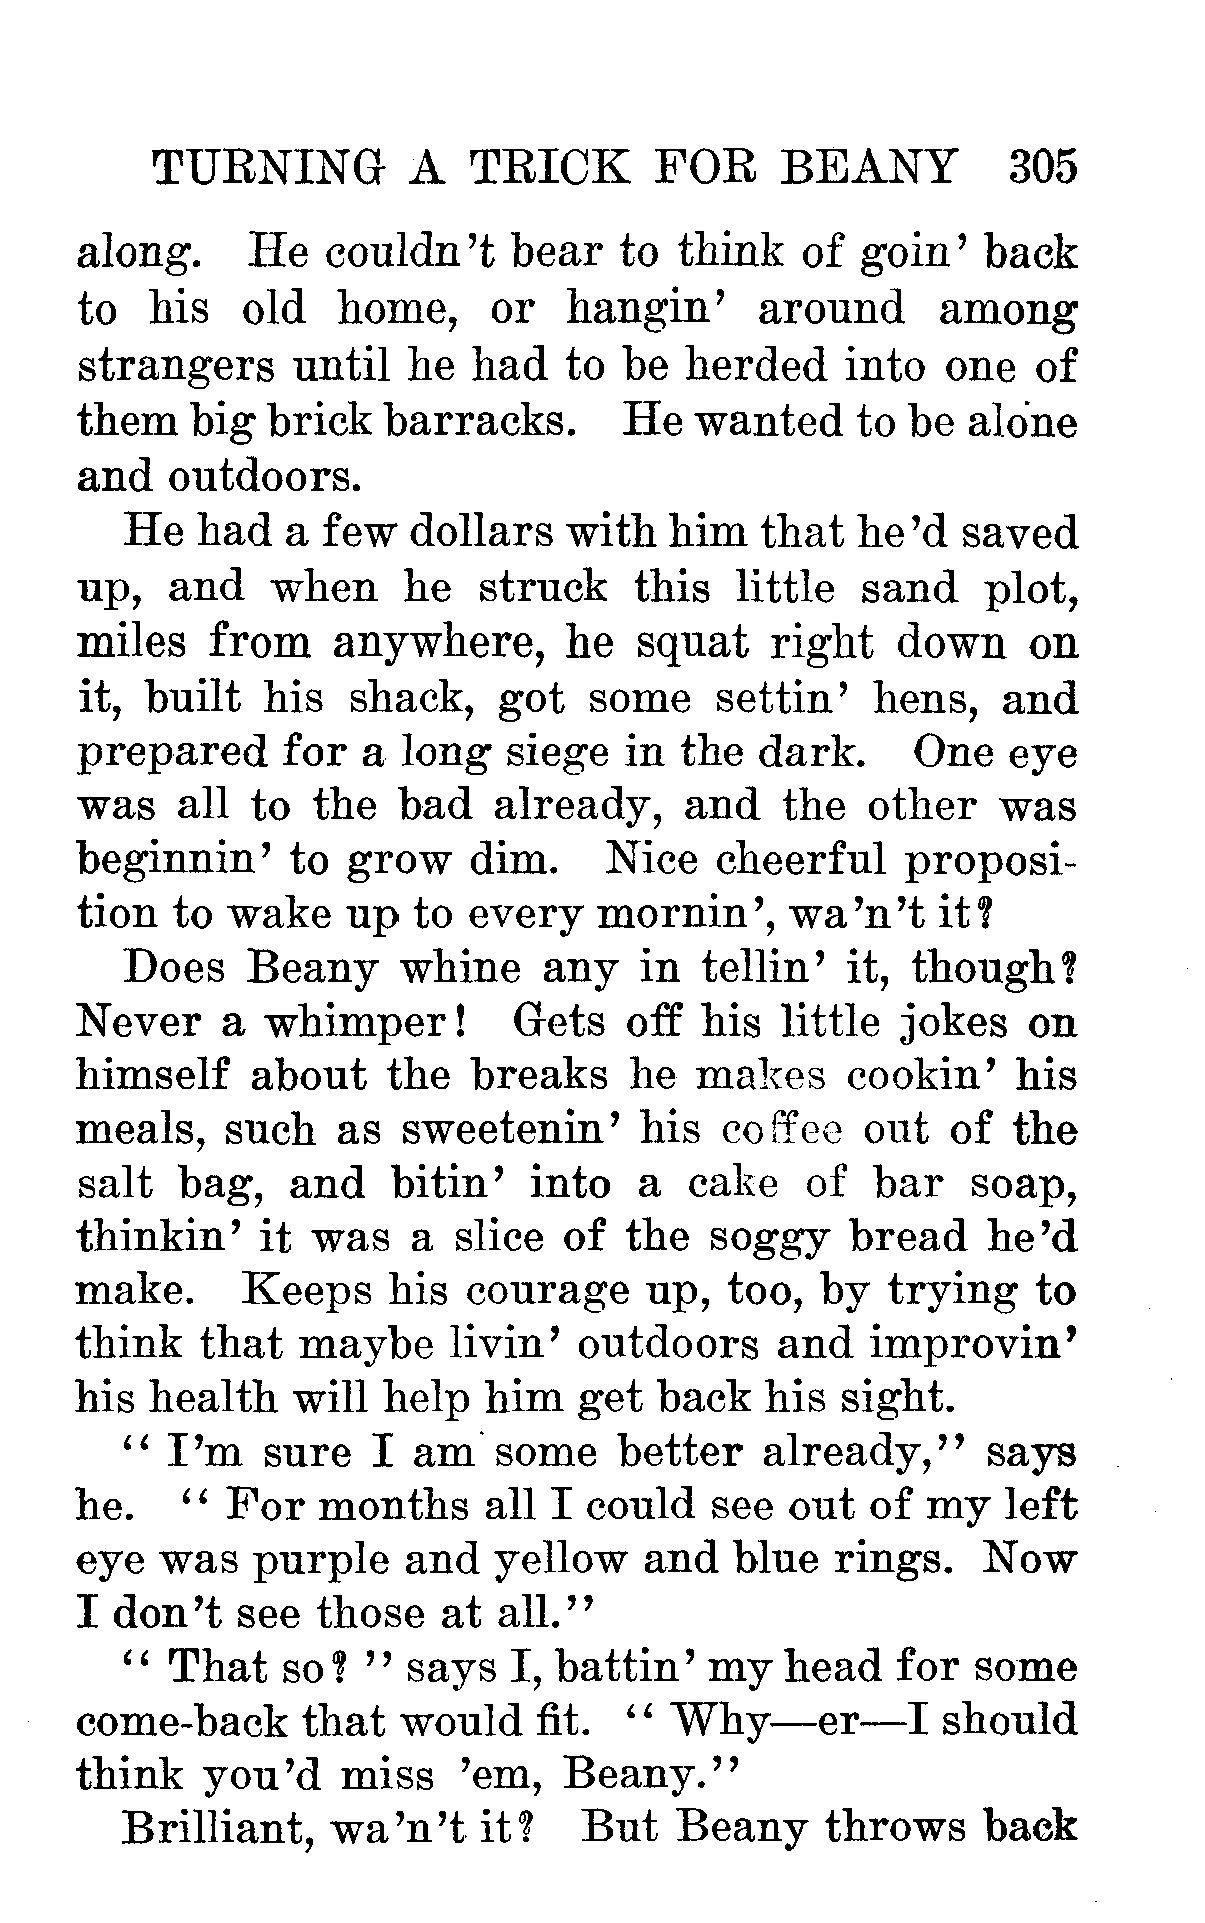 TURNING A TRICK FOR BEANY 305
along. He couldn't bear to think of goin' back
to his old home, or hangin' around among
strangers until he had to be herded into one of
them big brick barracks. He wanted to be alone
and outdoors.
He had a few dollars with him that he'd saved
up, and when he struck this little sand plot,
miles from anywhere, he squat right down on
it, built his shack, got some settin' hens, and
prepared for a long siege in the dark. One eye
was all to the bad already, and the other was
beginnin' to grow dim. Nice cheerful proposi-
tion to wake up to every mornin', wa'n't it?
Does Beany whine any in tellin' it, though?
Never a whimper! Gets off his little jokes on
himself about the breaks he makes cookin' his
meals, such as sweetenin' his coffee out of the
salt bag, and bitin' into a cake of bar soap,
thinkin' it was a slice of the soggy bread he'd
make. Keeps his courage up, too, by trying to
think that maybe livin' outdoors and improvin'
his health will help him get back his sight.
"I'm sure I am some better already," says
he. "For months all I could see out of my left
eye was purple and yellow and blue rings. Now
I don't see those at all."
"That so?" says I, battin' my head for some
come-back that would fit. "Why—er—I should
think you'd miss 'em, Beany."
Brilliant, wa'n't it? But Beany throws back